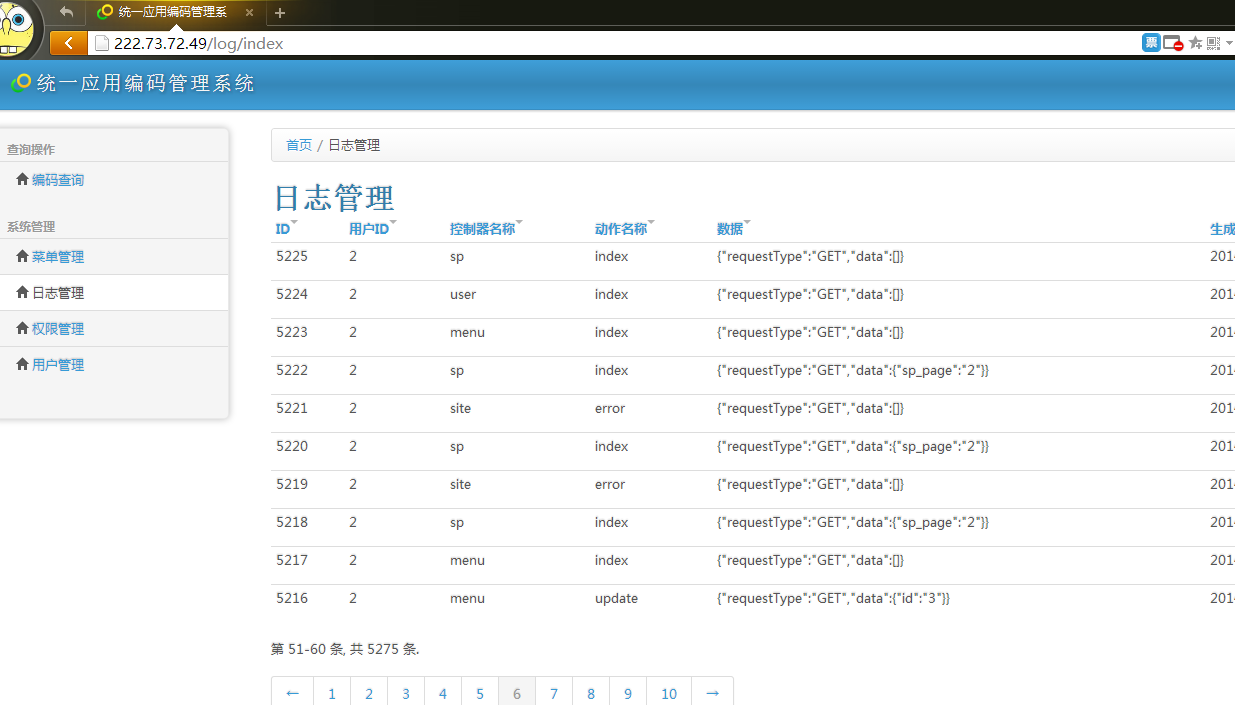 统一应用编码管理系
222.73.72.49/log/index
票
统一应用编码管理系统
查询操作
编码查询
系统管理
菜单管理
日志管理
权限管理
用户管理
首页 / 日志管理
日志管理
ID 用户ID 控制器名称 动作名称 数据 生成
5225 2 sp index {"requestType":"GET","data":[]} 201
5224 2 user index {"requestType":"GET","data":[]} 201
5223 2 menu index {"requestType":"GET","data":[]} 201
5222 2 sp index {"requestType":"GET","data":{"sp_page":"2"}} 201
5221 2 site error {"requestType":"GET","data":[]} 201
5220 2 sp index {"requestType":"GET","data":{"sp_page":"2"}} 201
5219 2 site error {"requestType":"GET","data":[]} 201
5218 2 sp index {"requestType":"GET","data":{"sp_page":"2"}} 201
5217 2 menu index {"requestType":"GET","data":[]} 201
5216 2 menu update {"requestType":"GET","data":{"id":"3"}} 201
第 51-60 条, 共 5275 条.
← 1 2 3 4 5 6 7 8 9 10 →